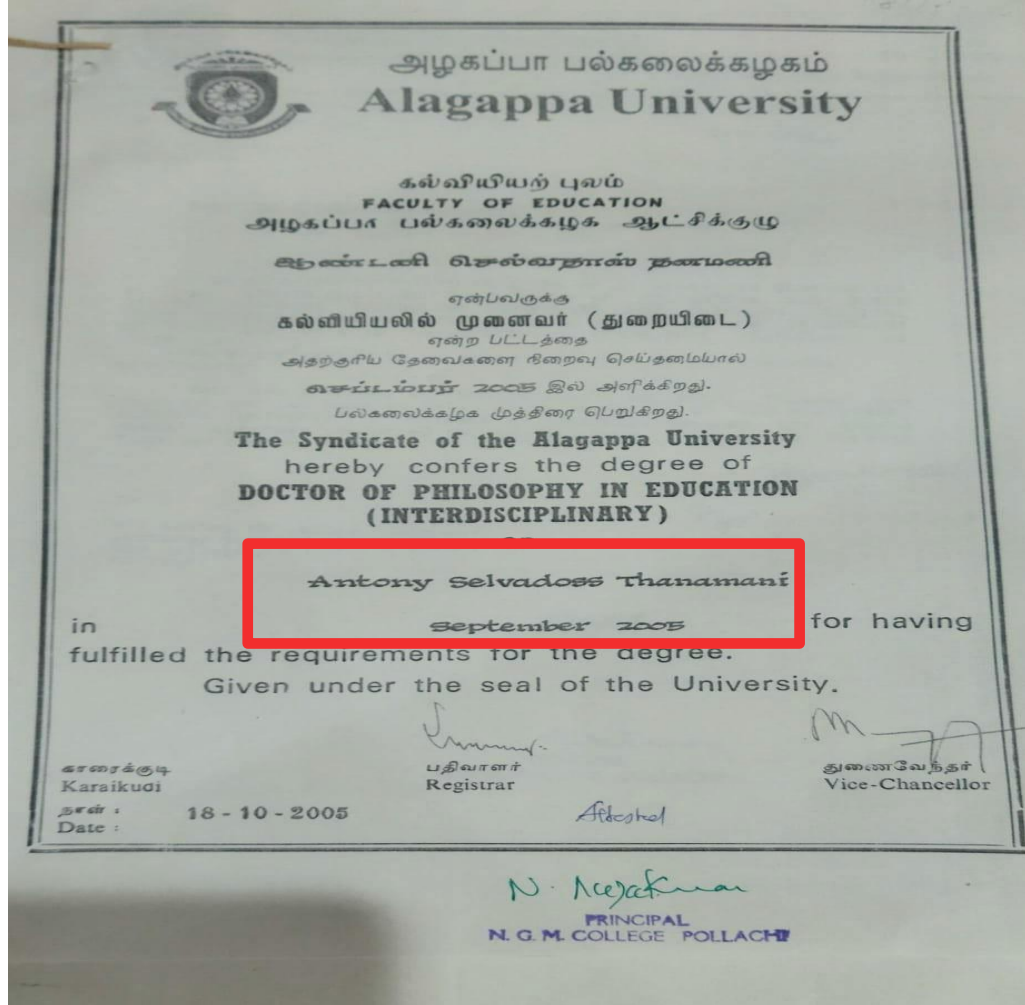 அழகப்பா பல்கலைக்கழகம்
Alagappa University
கல்வியியற் புலம்
FACULTY OF EDUCATION
அழகப்பா பல்கலைக்கழக ஆட்சிக்குழு
ஆண்டனி செல்வதாஸ் தனமணி
என்பவருக்கு
கல்வியியலில் முனைவர் (துறையிடை)
என்ற பட்டத்தை
அதற்குரிய தேவைகளை நிறைவு செய்தமையால்
செப்டம்பர் 2005 இல் அளிக்கிறது.
பல்கலைக்கழக முத்திரை பெறுகிறது.
The Syndicate of the Alagappa University
hereby confers the degree of
DOCTOR OF PHILOSOPHY IN EDUCATION
(INTERDISCIPLINARY)
Antony Selvadoss Thanamani
in September 2005 for having
fulfilled the requirements for the degree.
Given under the seal of the University.
காரைக்குடி பதிவாளர் துணைவேந்தர்
Karaikudi Registrar Vice-Chancellor
நாள் :
Date : 18 - 10 - 2005
Attested
PRINCIPAL
N. G. M. COLLEGE POLLACHI